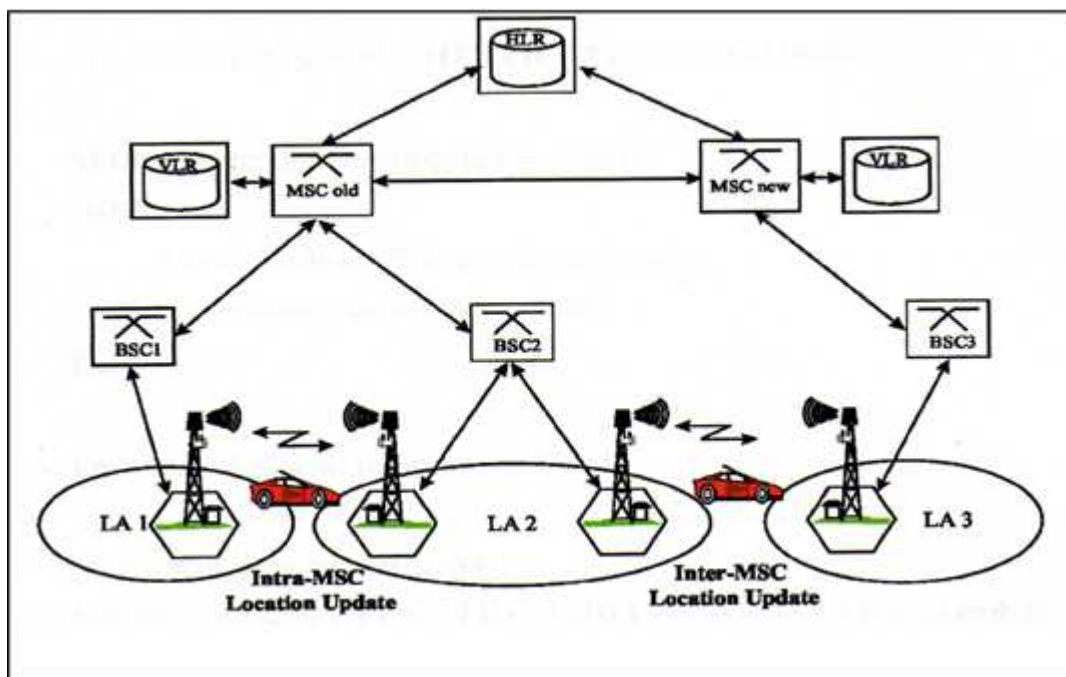 HLR
VLR
MSC old
MSC new
VLR
BSC1
BSC2
BSC3
LA 1
LA 2
LA 3
Intra-MSC
Location Update
Inter-MSC
Location Update